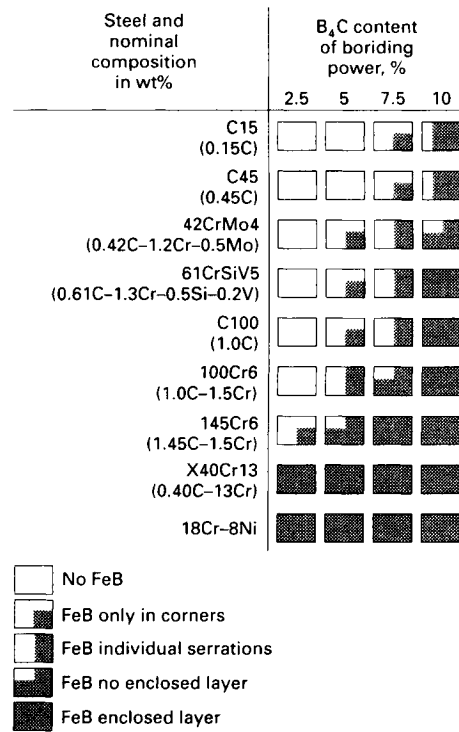 Steel and
nominal
composition
in wt%
B₄C content
of boriding
power, %
2.5 5 7.5 10
C15
(0.15C)
C45
(0.45C)
42CrMo4
(0.42C–1.2Cr–0.5Mo)
61CrSiV5
(0.61C–1.3Cr–0.5Si–0.2V)
C100
(1.0C)
100Cr6
(1.0C–1.5Cr)
145Cr6
(1.45C–1.5Cr)
X40Cr13
(0.40C–13Cr)
18Cr–8Ni
No FeB
FeB only in corners
FeB individual serrations
FeB no enclosed layer
FeB enclosed layer